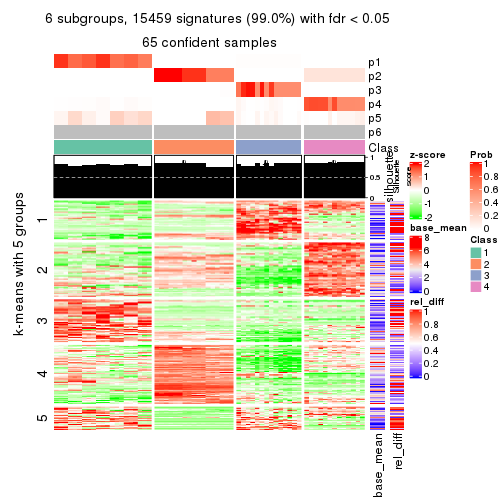 6 subgroups, 15459 signatures (99.0%) with fdr < 0.05
65 confident samples
p1
p2
p3
p4
p5
p6
Class
1
0.5
0
silhouette
Silhouette
score
k-means with 5 groups
1
2
3
4
5
base_mean
rel_diff
z-score
2
1
0
-1
-2
base_mean
8
6
4
2
0
rel_diff
1
0.8
0.6
0.4
0.2
0
Prob
1
0.8
0.6
0.4
0.2
0
Class
1
2
3
4